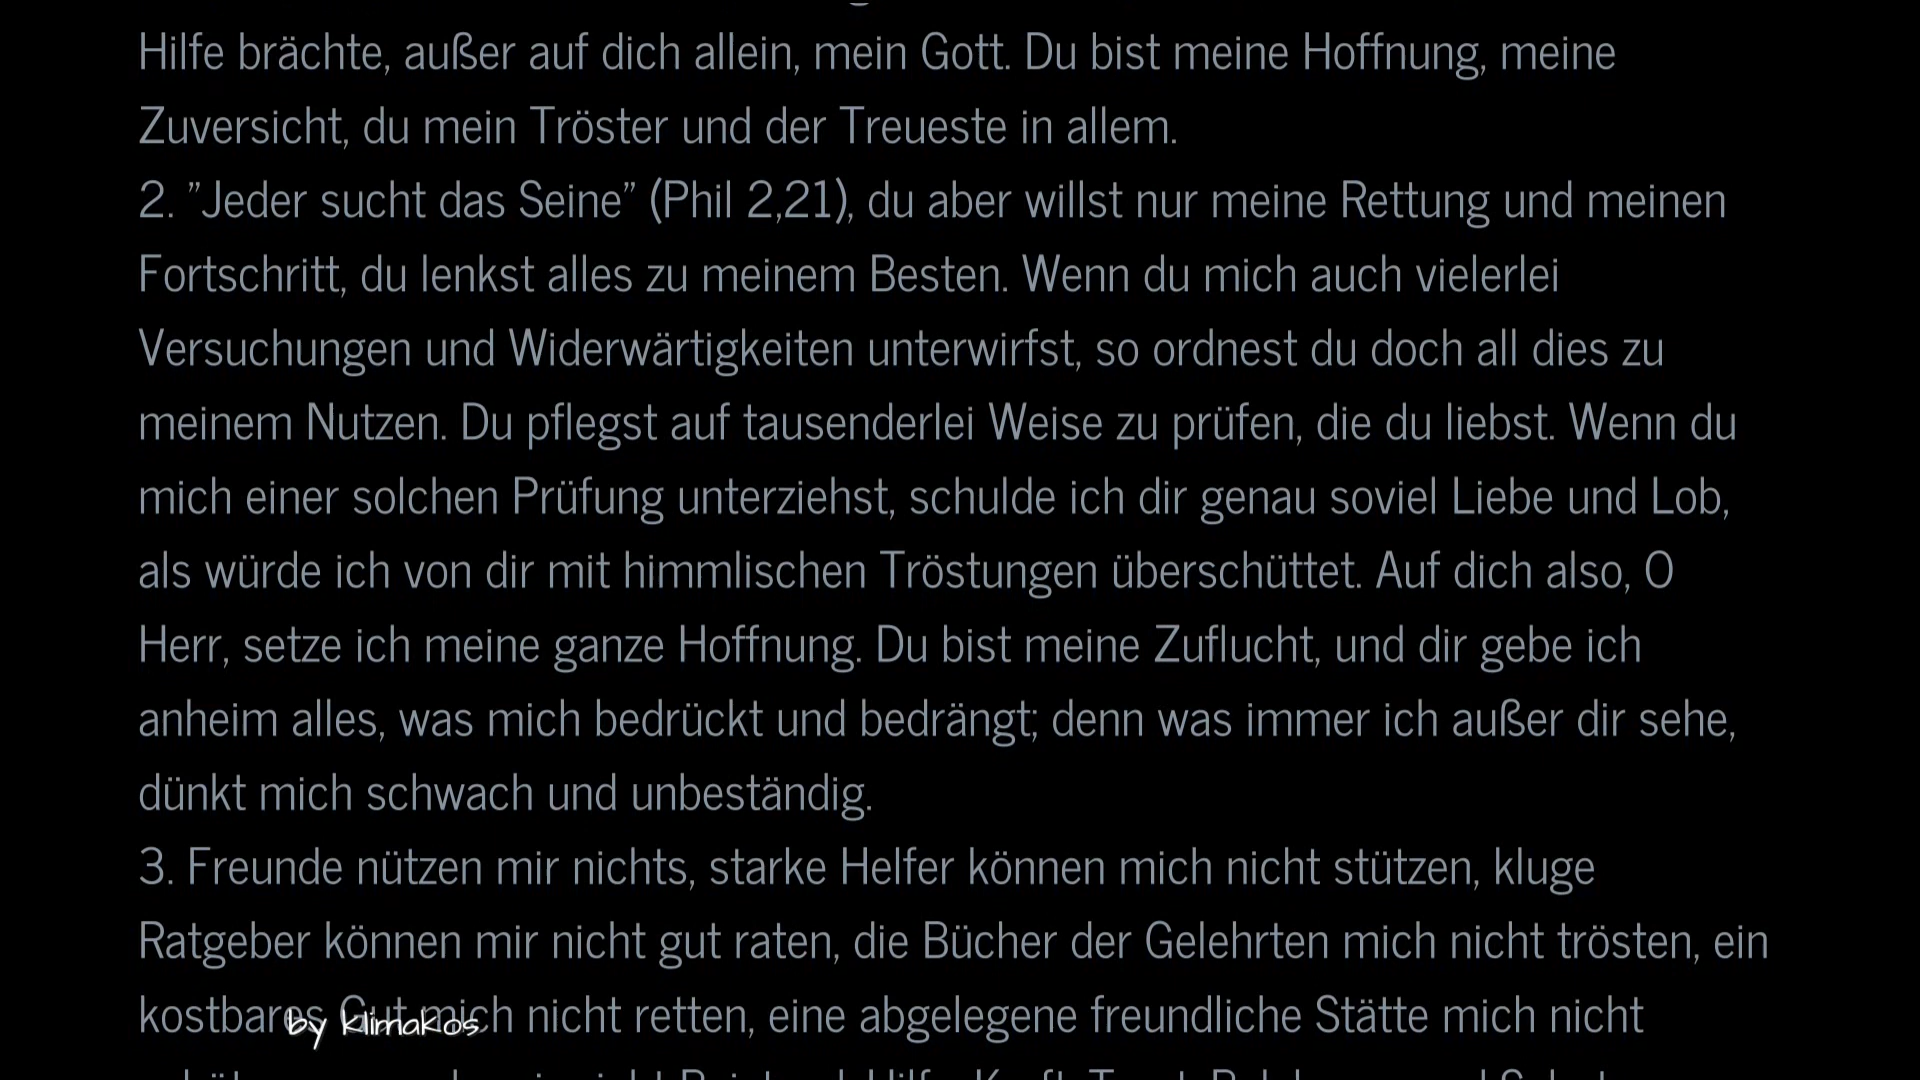 Hilfe brächte, außer auf dich allein, mein Gott. Du bist meine Hoffnung, meine
Zuversicht, du mein Tröster und der Treueste in allem.
2. ”Jeder sucht das Seine” (Phil 2,21), du aber willst nur meine Rettung und meinen
Fortschritt, du lenkst alles zu meinem Besten. Wenn du mich auch vielerlei
Versuchungen und Widerwärtigkeiten unterwirfst, so ordnest du doch all dies zu
meinem Nutzen. Du pflegst auf tausenderlei Weise zu prüfen, die du liebst. Wenn du
mich einer solchen Prüfung unterziehst, schulde ich dir genau soviel Liebe und Lob,
als würde ich von dir mit himmlischen Tröstungen überschüttet. Auf dich also, O
Herr, setze ich meine ganze Hoffnung. Du bist meine Zuflucht, und dir gebe ich
anheim alles, was mich bedrückt und bedrängt; denn was immer ich außer dir sehe,
dünkt mich schwach und unbeständig.
3. Freunde nützen mir nichts, starke Helfer können mich nicht stützen, kluge
Ratgeber können mir nicht gut raten, die Bücher der Gelehrten mich nicht trösten, ein
kostbares Gut mich nicht retten, eine abgelegene freundliche Stätte mich nicht
by klimakos